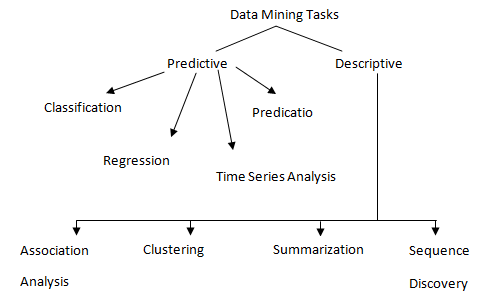 Data Mining Tasks
Predictive
Descriptive
Classification
Predicatio
Regression
Time Series Analysis
Association
Analysis
Clustering
Summarization
Sequence
Discovery